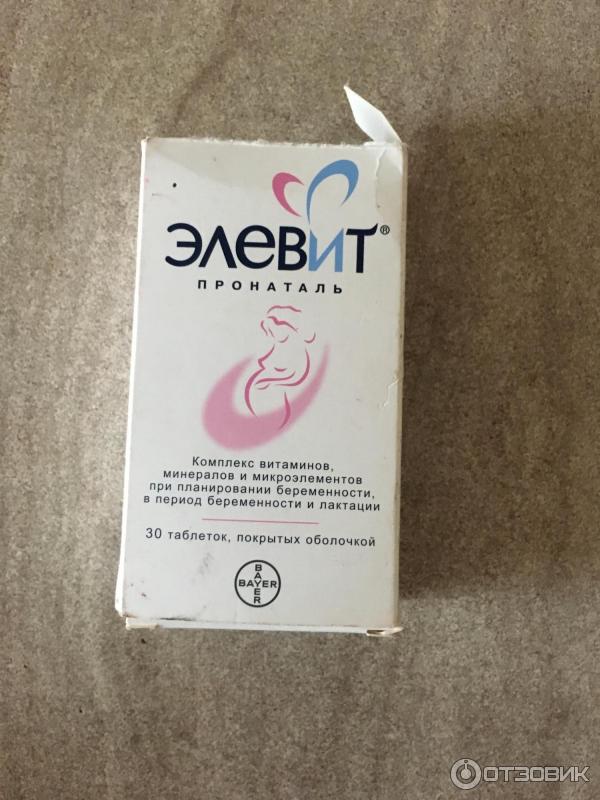 ЭЛЕВИТ®
ПРОНАТАЛЬ
Комплекс витаминов,
минералов и микроэлементов
при планировании беременности,
в период беременности и лактации
30 таблеток, покрытых оболочкой
BAYER
BAYER
ОТЗОВИК